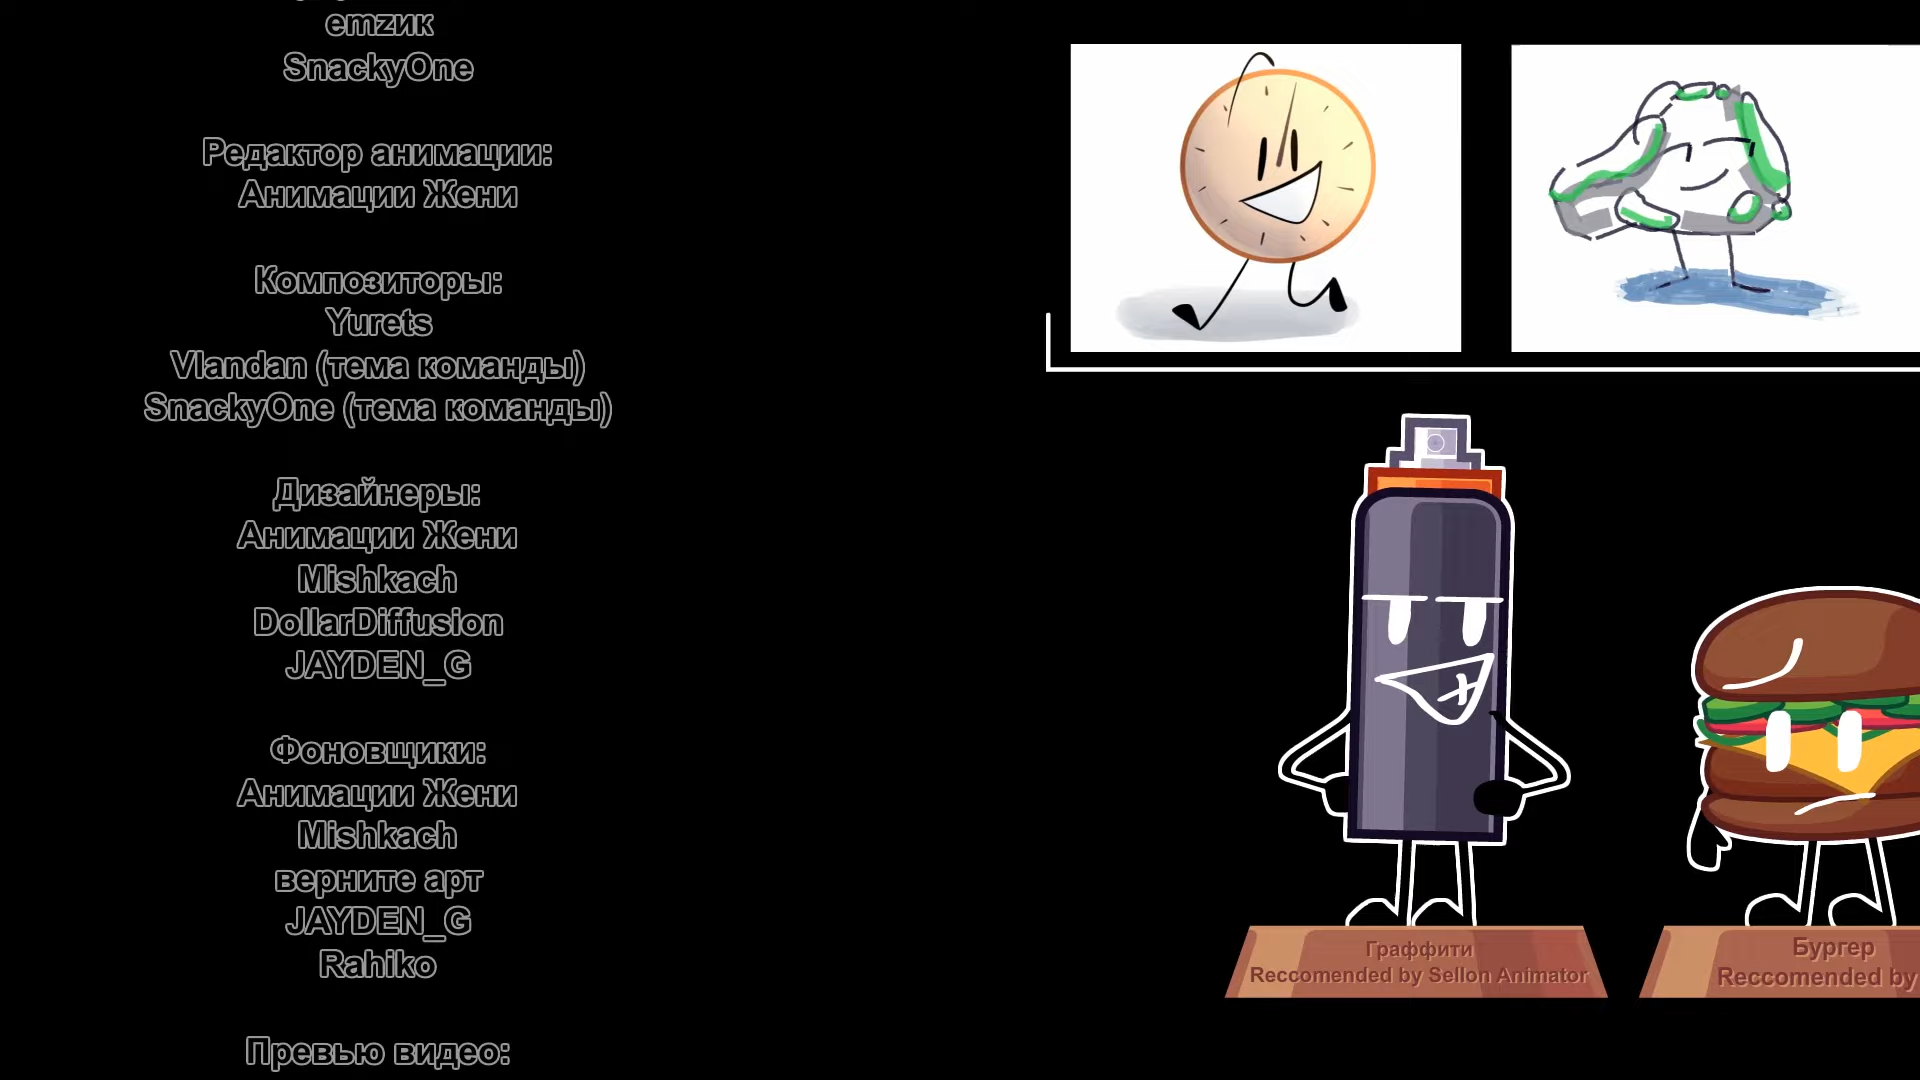 emzик
SnackyOne
Редактор анимации:
Анимации Жени
Композиторы:
Yurets
Vlandan (тема команды)
SnackyOne (тема команды)
Дизайнеры:
Анимации Жени
Mishkach
DollarDiffusion
JAYDEN_G
Фоновщики:
Анимации Жени
Mishkach
верните арт
JAYDEN_G
Rahiko
Превью видео:
Граффити
Reccomended by Sellon Animator
Бургер
Reccomended by